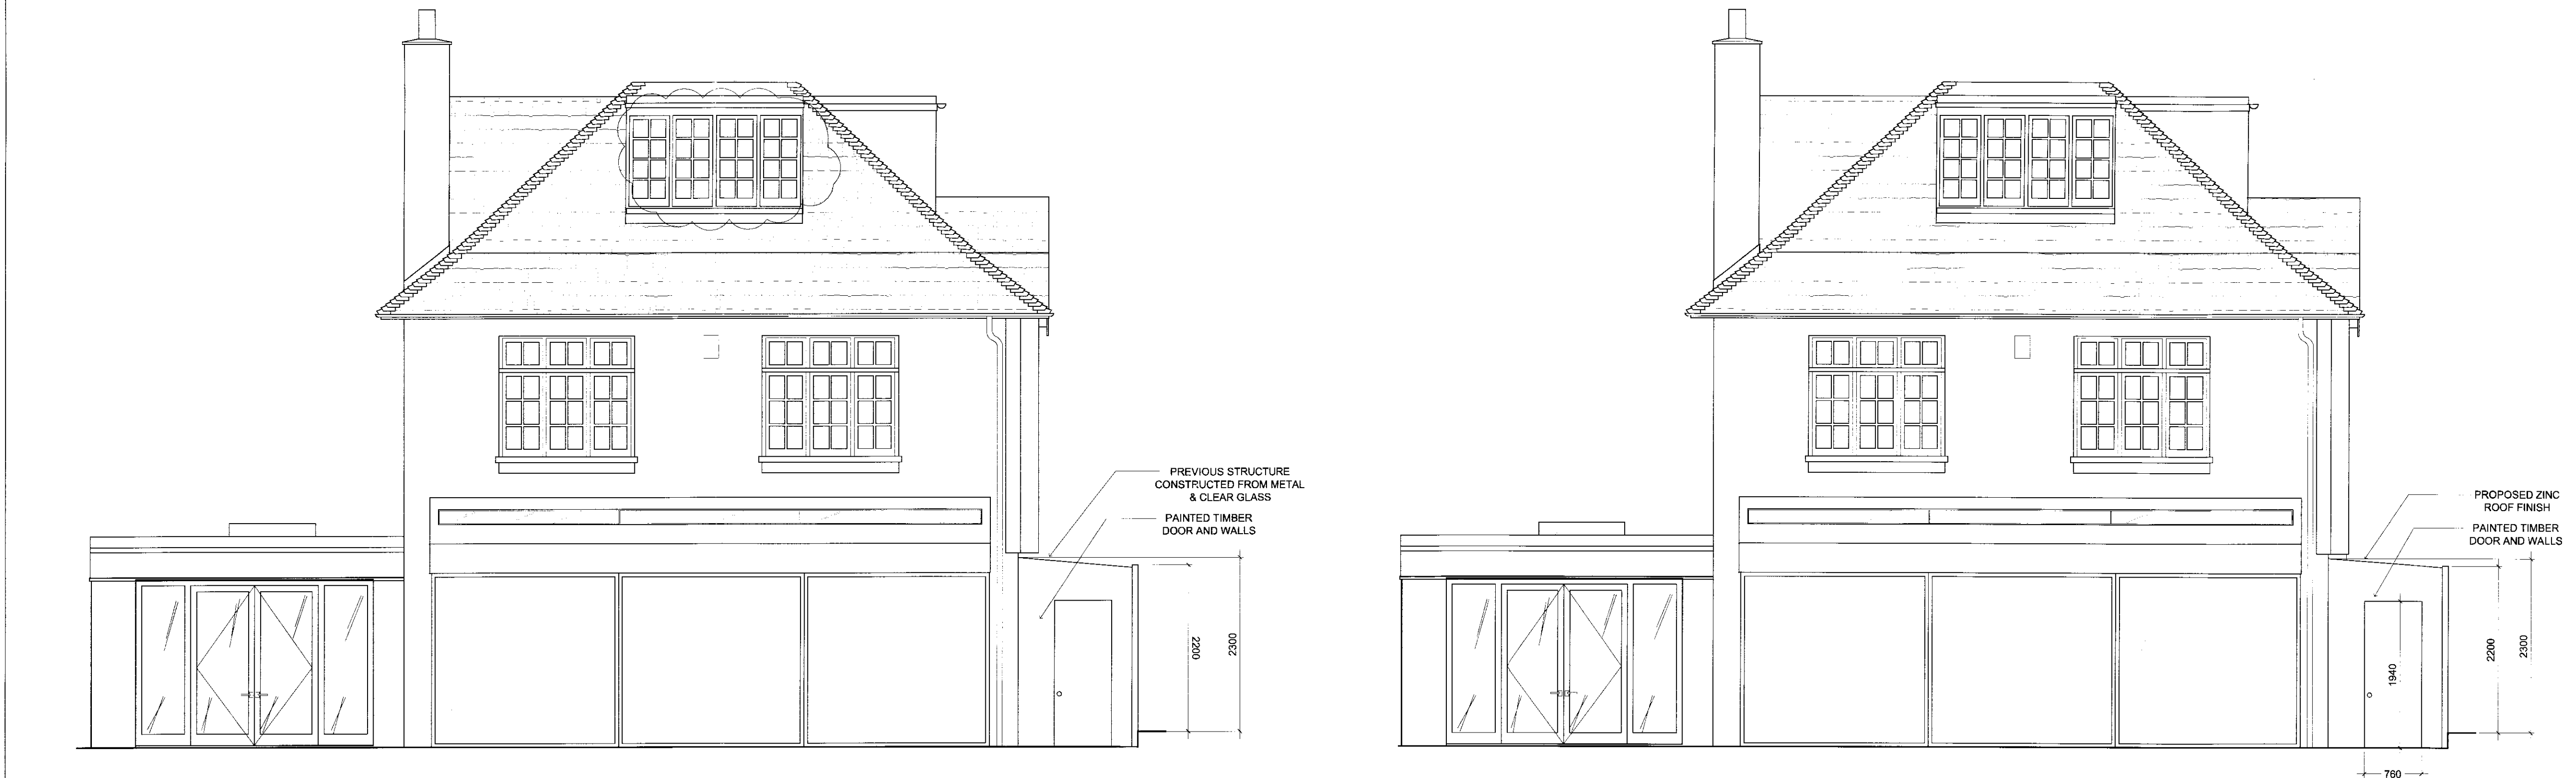 PREVIOUS STRUCTURE
CONSTRUCTED FROM METAL
& CLEAR GLASS
PAINTED TIMBER
DOOR AND WALLS
2200
2300
PROPOSED ZINC
ROOF FINISH
PAINTED TIMBER
DOOR AND WALLS
1940
2200
2300
760